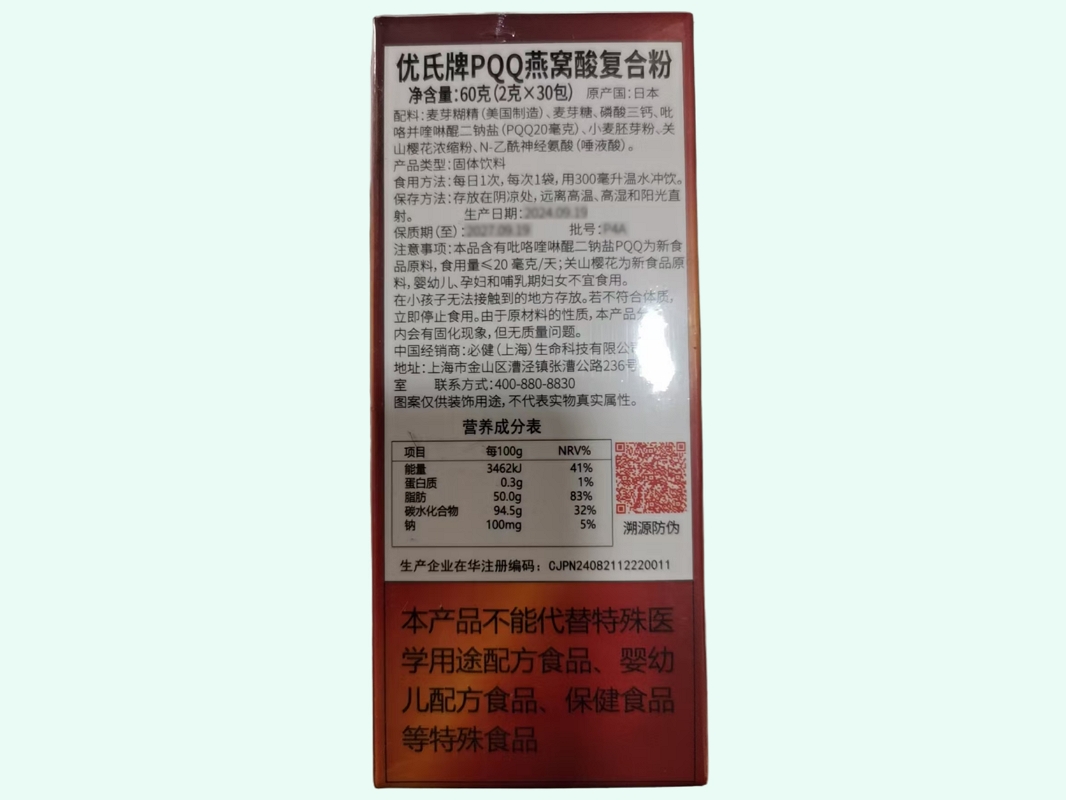 优氏牌PQQ燕窝酸复合粉
净含量:60克(2克×30包) 原产国:日本
配料:麦芽糊精(美国制造)、麦芽糖、磷酸三钙、吡
咯并喹啉醌二钠盐(PQQ20毫克)、小麦胚芽粉、关
山樱花浓缩粉、N-乙酰神经氨酸(唾液酸)。
产品类型:固体饮料
食用方法:每日1次,每次1袋,用300毫升温水冲饮。
保存方法:存放在阴凉处,远离高温、高湿和阳光直
射。 生产日期:2024.09.19
保质期(至):2027.09.19 批号:P4A
注意事项:本品含有吡咯喹啉醌二钠盐PQQ为新食
品原料,食用量≤20 毫克/天;关山樱花为新食品原
料,婴幼儿、孕妇和哺乳期妇女不宜食用。
在小孩子无法接触到的地方存放。若不符合体质,
立即停止食用。由于原材料的性质,本产品
内会有固化现象,但无质量问题。
中国经销商:必健(上海)生命科技有限公
地址:上海市金山区漕泾镇张漕公路236号
室 联系方式:400-880-8830
图案仅供装饰用途,不代表实物真实属性。
营养成分表
项目 每100g NRV%
能量 3462kJ 41%
蛋白质 0.3g 1%
脂肪 50.0g 83%
碳水化合物 94.5g 32%
钠 100mg 5%
溯源防伪
生产企业在华注册编码: CJPN24082112220011
本产品不能代替特殊医
学用途配方食品、婴幼
儿配方食品、保健食品
等特殊食品